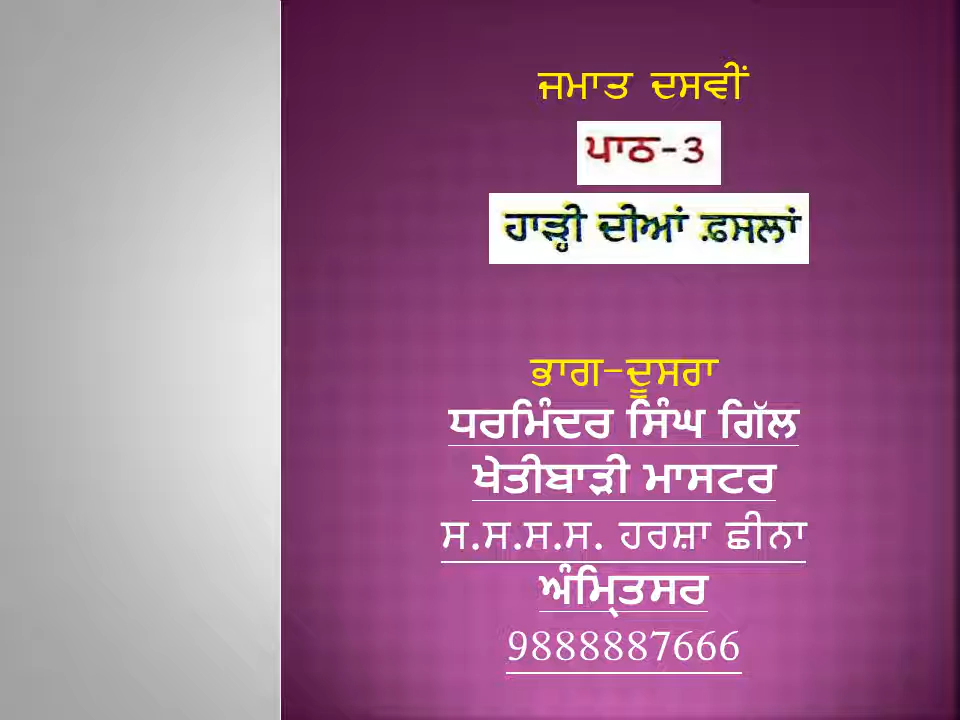 ਜਮਾਤ ਦਸਵੀਂ
ਪਾਠ-3
ਹਾੜ੍ਹੀ ਦੀਆਂ ਫ਼ਸਲਾਂ
ਭਾਗ-ਦੂਸਰਾ
ਧਰਮਿੰਦਰ ਸਿੰਘ ਗਿੱਲ
ਖੇਤੀਬਾੜੀ ਮਾਸਟਰ
ਸ.ਸ.ਸ.ਸ. ਹਰਸ਼ਾ ਛੀਨਾ
ਅੰਮ੍ਰਿਤਸਰ
9888887666